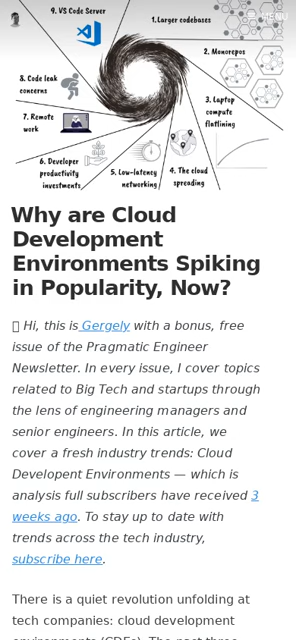 9. VS Code Server
1. Larger codebases
MENU
2. Monorepos
8. Code leak
concerns
3. Laptop
compute
flatlining
7. Remote
work
6. Developer
productivity
investments
5. Low-latency
networking
4. The cloud
spreading
Why are Cloud
Development
Environments Spiking
in Popularity, Now?
Hi, this is Gergely with a bonus, free
issue of the Pragmatic Engineer
Newsletter. In every issue, I cover topics
related to Big Tech and startups through
the lens of engineering managers and
senior engineers. In this article, we
cover a fresh industry trends: Cloud
Developent Environments — which is
analysis full subscribers have received 3
weeks ago. To stay up to date with
trends across the tech industry,
subscribe here.
There is a quiet revolution unfolding at
tech companies: cloud development
environments (CDEs). The past three